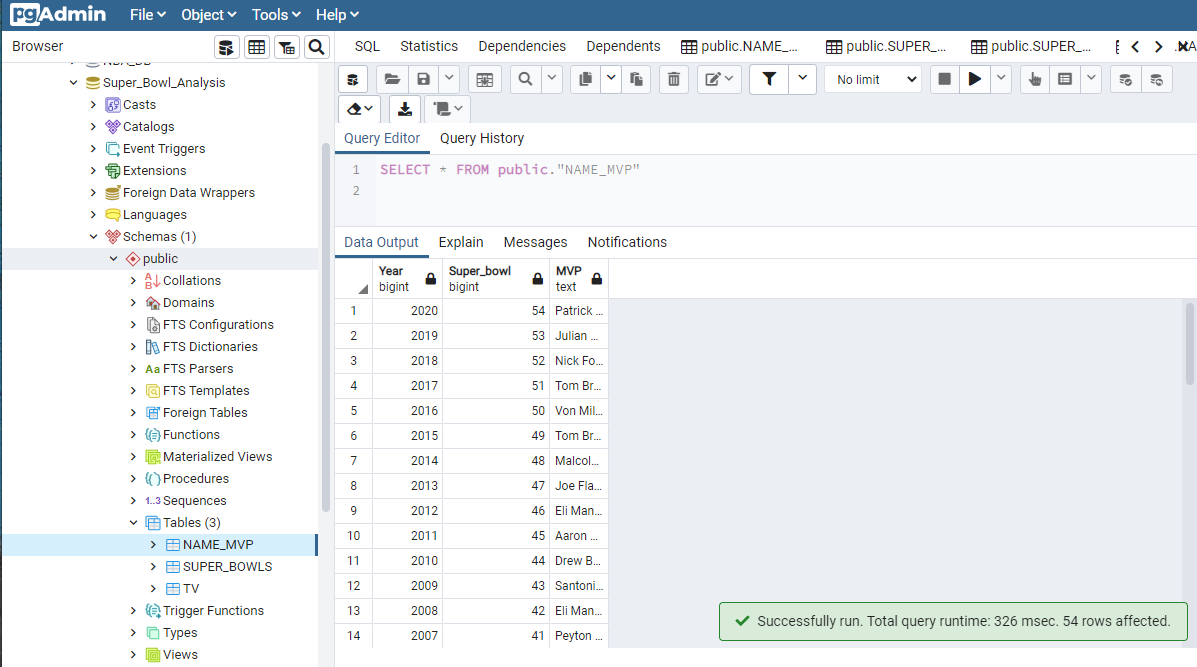 pgAdmin File Object Tools Help
Browser
SQL Statistics Dependencies Dependents public.NAME_... public.SUPER_... public.SUPER_...
No limit
Super_Bowl_Analysis
Casts
Catalogs
Event Triggers
Extensions
Foreign Data Wrappers
Languages
Schemas (1)
public
Collations
Domains
FTS Configurations
FTS Dictionaries
FTS Parsers
FTS Templates
Foreign Tables
Functions
Materialized Views
Procedures
1..3 Sequences
Tables (3)
NAME_MVP
SUPER_BOWLS
TV
Trigger Functions
Types
Views
Query Editor Query History
1 SELECT * FROM public."NAME_MVP"
2
Data Output Explain Messages Notifications
Year Super_bowl MVP
bigint bigint text
1 2020 54 Patrick ...
2 2019 53 Julian ...
3 2018 52 Nick Fo...
4 2017 51 Tom Br...
5 2016 50 Von Mil...
6 2015 49 Tom Br...
7 2014 48 Malcol...
8 2013 47 Joe Fla...
9 2012 46 Eli Man...
10 2011 45 Aaron ...
11 2010 44 Drew B...
12 2009 43 Santoni...
13 2008 42 Eli Man...
14 2007 41 Peyton ...
Successfully run. Total query runtime: 326 msec. 54 rows affected.